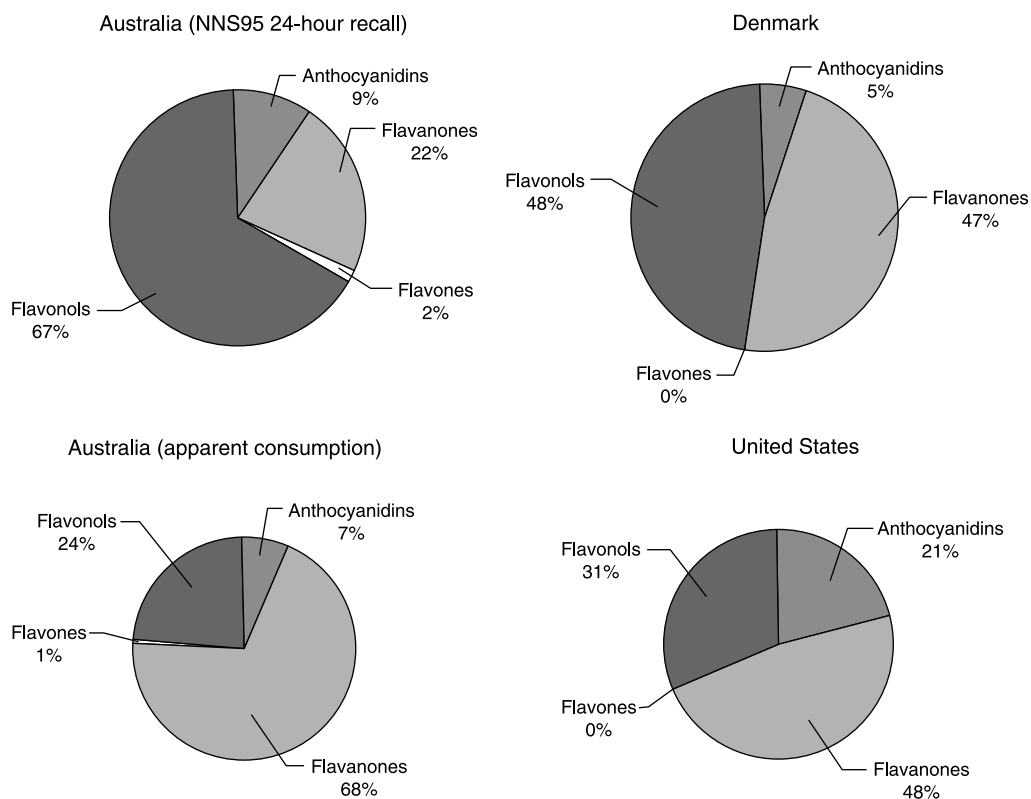 Australia (NNS95 24-hour recall)
Anthocyanidins
9%
Flavanones
22%
Flavones
2%
Flavonols
67%
Denmark
Anthocyanidins
5%
Flavanones
47%
Flavones
0%
Flavonols
48%
Australia (apparent consumption)
Anthocyanidins
7%
Flavonols
24%
Flavones
1%
Flavanones
68%
United States
Anthocyanidins
21%
Flavonols
31%
Flavones
0%
Flavanones
48%